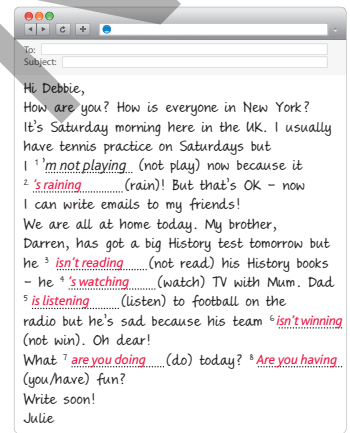 To:
Subject:
Hi Debbie,
How are you? How is everyone in New York?
It's Saturday morning here in the UK. I usually
have tennis practice on Saturdays but
I 1 'm not playing (not play) now because it
2 's raining (rain)! But that's OK – now
I can write emails to my friends!
We are all at home today. My brother,
Darren, has got a big History test tomorrow but
he 3 isn't reading (not read) his History books
– he 4 's watching (watch) TV with Mum. Dad
5 is listening (listen) to football on the
radio but he's sad because his team 6 isn't winning
(not win). Oh dear!
What 7 are you doing (do) today? 8 Are you having
(you/have) fun?
Write soon!
Julie